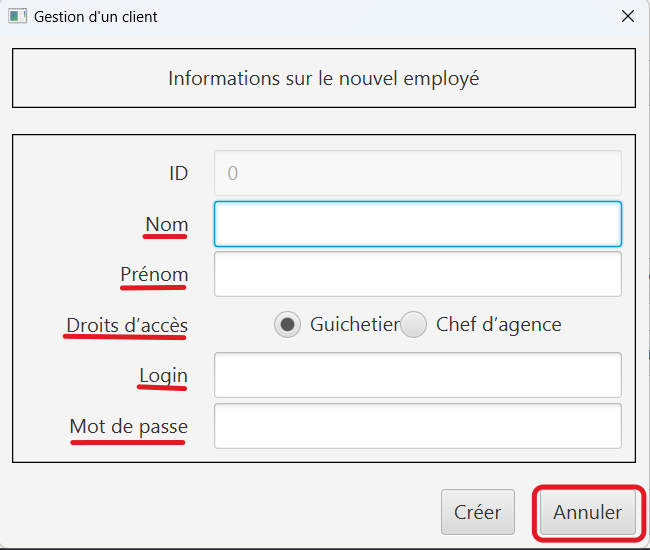 Gestion d'un client
Informations sur le nouvel employé
ID 0
Nom
Prénom
Droits d’accès Guichetier Chef d’agence
Login
Mot de passe
Créer Annuler